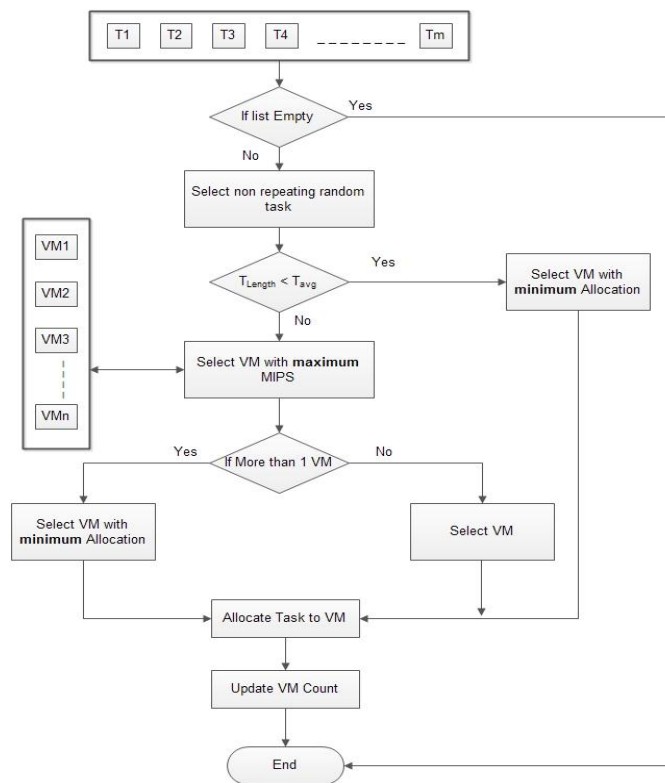 T1 T2 T3 T4 _ _ _ _ _ _ _ _ Tm
If list Empty
Yes
No
Select non repeating random
task
VM1
VM2
VM3
VMn
TLength < Tavg
Yes
No
Select VM with
minimum Allocation
Select VM with maximum
MIPS
If More than 1 VM
Yes
No
Select VM with
minimum Allocation
Select VM
Allocate Task to VM
Update VM Count
End